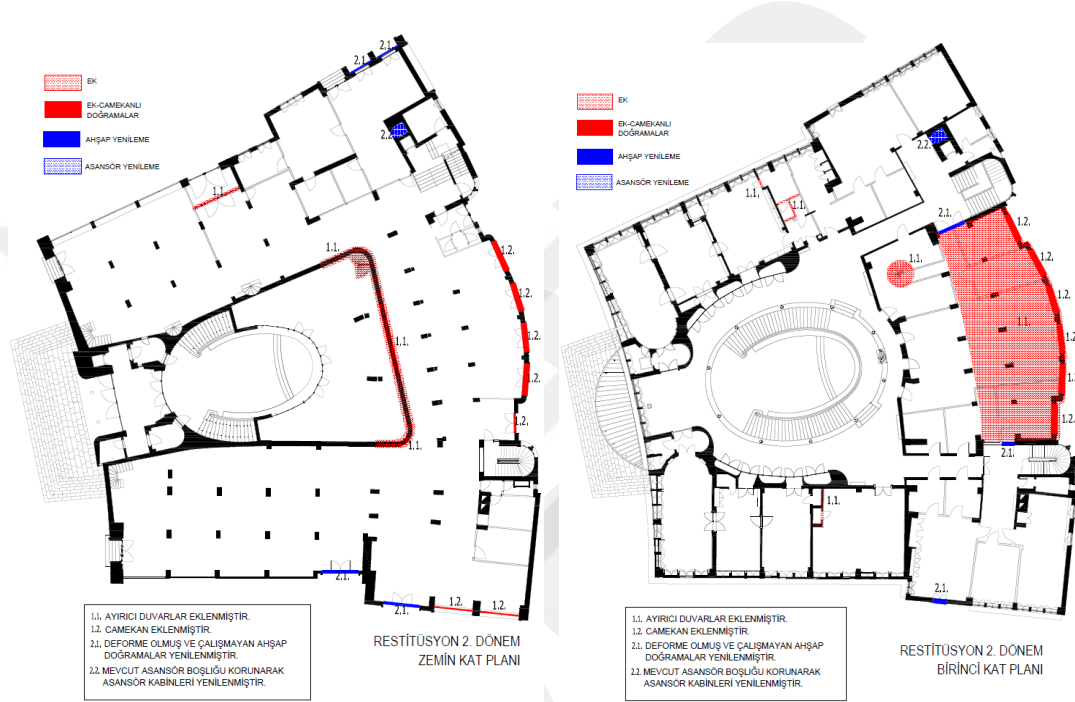 EK
EK-CAMEKANLI
DOĞRAMALAR
AHŞAP YENİLEME
ASANSÖR YENİLEME
2.1.
2.1.
2.2.
1.1.
1.1.
1.1.
1.1.
1.2.
1.2.
1.2.
1.2.
1.2.
2.1.
2.1.
1.2.
1.2.
1.1. AYIRICI DUVARLAR EKLENMİŞTİR.
1.2. CAMEKAN EKLENMİŞTİR.
2.1. DEFORME OLMUŞ VE ÇALIŞMAYAN AHŞAP
DOĞRAMALAR YENİLENMİŞTİR.
2.2. MEVCUT ASANSÖR BOŞLUĞU KORUNARAK
ASANSÖR KABİNLERİ YENİLENMİŞTİR.
RESTİTÜSYON 2. DÖNEM
ZEMİN KAT PLANI
EK
EK-CAMEKANLI
DOĞRAMALAR
AHŞAP YENİLEME
ASANSÖR YENİLEME
2.2.
1.1.
1.1.
2.1.
1.2.
1.2.
1.1.
1.2.
1.1.
1.2.
1.2.
1.2.
2.1.
1.1.
2.1.
1.1. AYIRICI DUVARLAR EKLENMİŞTİR.
1.2. CAMEKAN EKLENMİŞTİR.
2.1. DEFORME OLMUŞ VE ÇALIŞMAYAN AHŞAP
DOĞRAMALAR YENİLENMİŞTİR.
2.2. MEVCUT ASANSÖR BOŞLUĞU KORUNARAK
ASANSÖR KABİNLERİ YENİLENMİŞTİR.
RESTİTÜSYON 2. DÖNEM
BİRİNCİ KAT PLANI